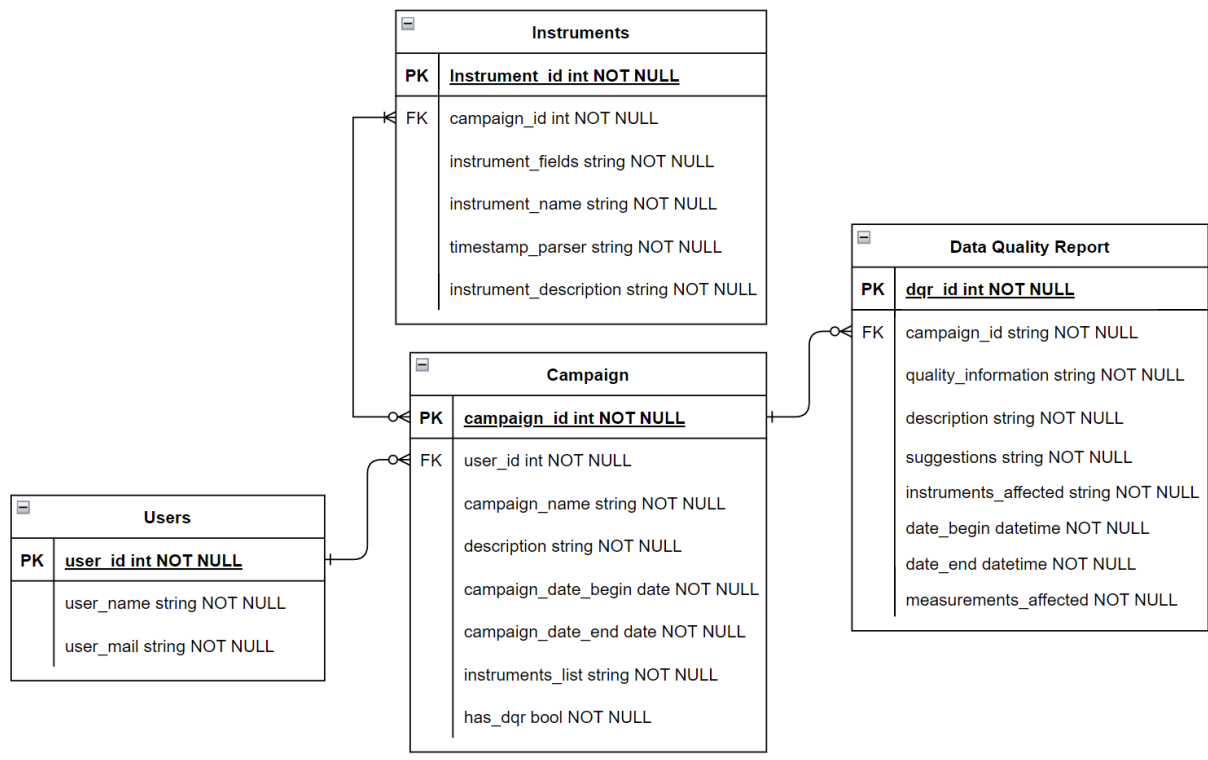 Instruments
PK Instrument_id int NOT NULL
FK campaign_id int NOT NULL
instrument_fields string NOT NULL
instrument_name string NOT NULL
timestamp_parser string NOT NULL
instrument_description string NOT NULL
Data Quality Report
PK dqr_id int NOT NULL
FK campaign_id string NOT NULL
quality_information string NOT NULL
description string NOT NULL
suggestions string NOT NULL
instruments_affected string NOT NULL
date_begin datetime NOT NULL
date_end datetime NOT NULL
measurements_affected NOT NULL
Campaign
PK campaign_id int NOT NULL
FK user_id int NOT NULL
campaign_name string NOT NULL
description string NOT NULL
campaign_date_begin date NOT NULL
campaign_date_end date NOT NULL
instruments_list string NOT NULL
has_dqr bool NOT NULL
Users
PK user_id int NOT NULL
user_name string NOT NULL
user_mail string NOT NULL